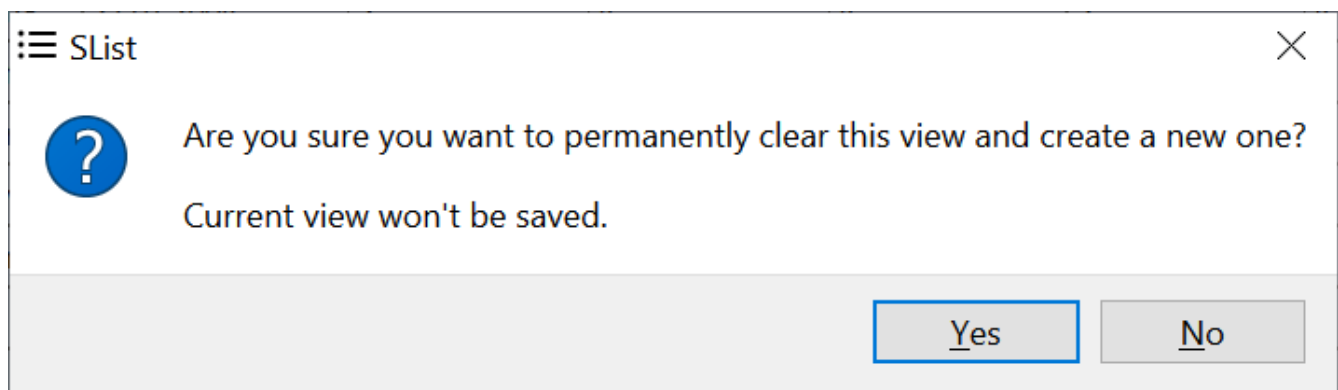 SList
Are you sure you want to permanently clear this view and create a new one?
Current view won't be saved.
Yes
No